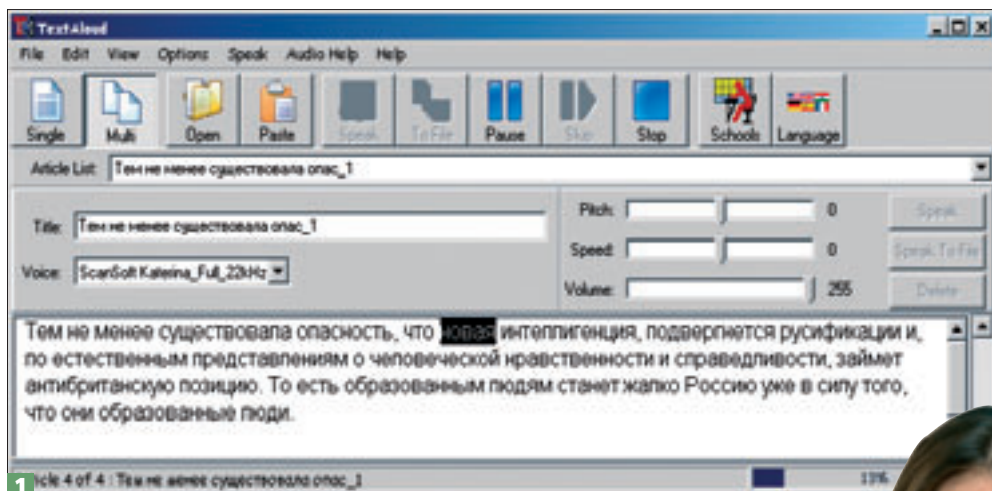 TextAloud
File Edit View Options Speak Audio Help Help
Single Multi Open Paste Speak To File Pause Skip Stop Schools Language
Article List: Тем не менее существовала опас_1
Title: Тем не менее существовала опас_1
Pitch: 0 Speak
Speed: 0 Speak To File
Voice: ScanSoft Katerina_Full_22kHz
Volume: 255 Delete
Тем не менее существовала опасность, что новая интеллигенция, подвергнется русификации и,
по естественным представлениям о человеческой нравственности и справедливости, займет
антибританскую позицию. То есть образованным людям станет жалко Россию уже в силу того,
что они образованные люди.
1
icle 4 of 4 : Тем не менее существовала опас_1 13%